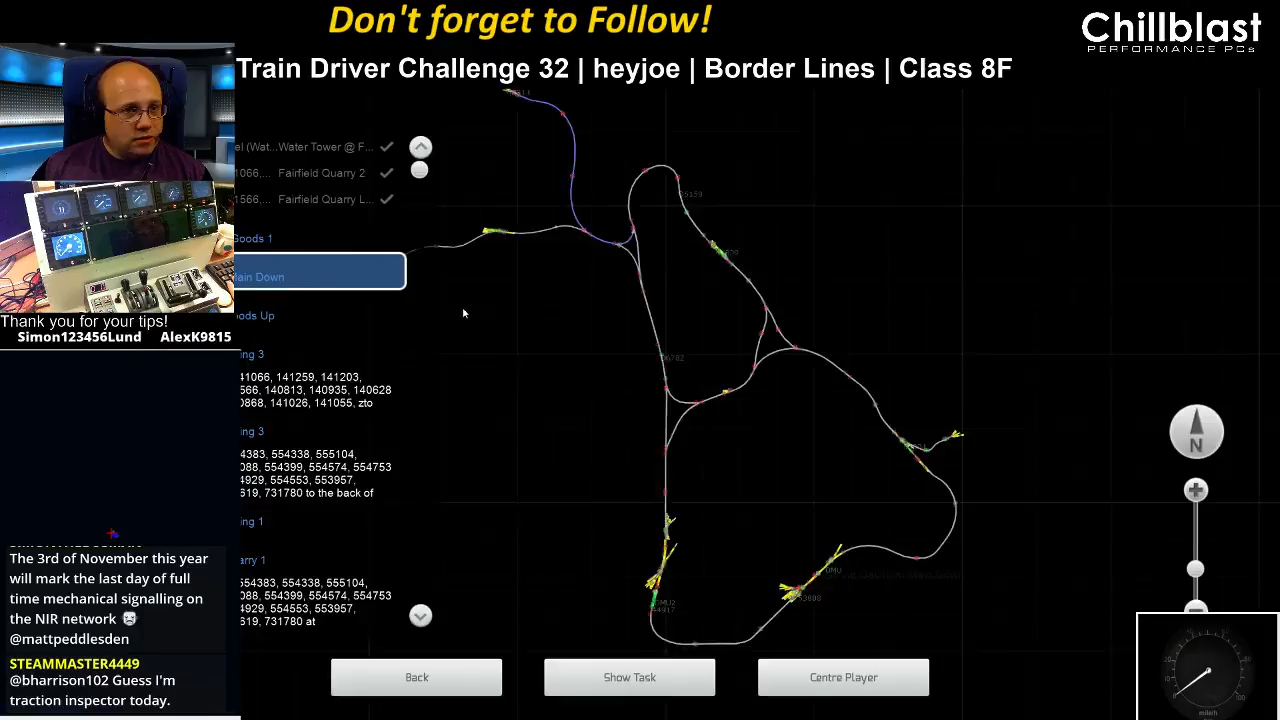 Don't forget to Follow!
Chillblast
PERFORMANCE PCs
Train Driver Challenge 32 | heyjoe | Border Lines | Class 8F
el (Wat...Water Tower @ F...
1066,... Fairfield Quarry 2
1566,... Fairfield Quarry L...
Goods 1
ain Down
ods Up
ing 3
41066, 141259, 141203,
566, 140813, 140935, 140628
0868, 141026, 141055, zto
ing 3
4383, 554338, 555104,
088, 554399, 554574, 554753
4929, 554553, 553957,
619, 731780 to the back of
ing 1
arry 1
554383, 554338, 555104,
088, 554399, 554574, 554753
4929, 554553, 553957,
619, 731780 at
Thank you for your tips!
Simon123456Lund AlexK9815
The 3rd of November this year
will mark the last day of full
time mechanical signalling on
the NIR network
@mattpeddlesden
STEAMMASTER4449
@bharrison102 Guess I'm
traction inspector today.
Back
Show Task
Centre Player
N